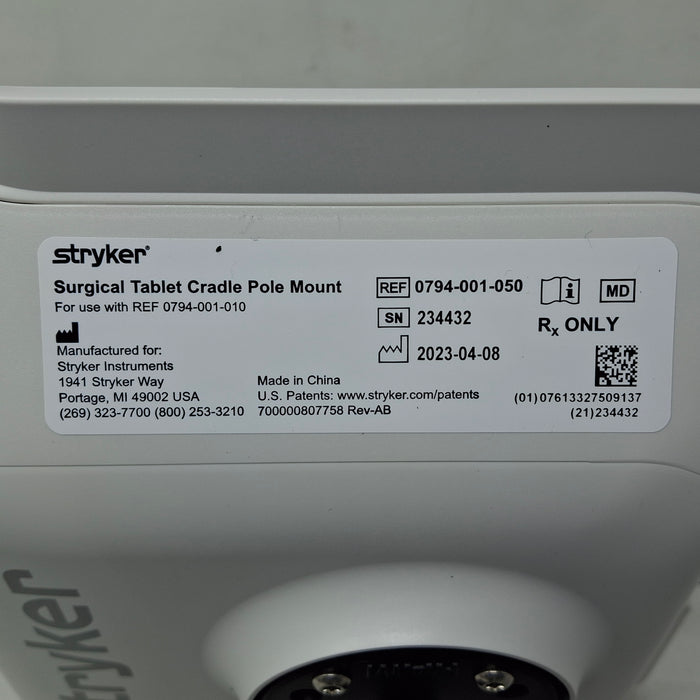 stryker®
Surgical Tablet Cradle Pole Mount
For use with REF 0794-001-010
Manufactured for:
Stryker Instruments
1941 Stryker Way
Portage, MI 49002 USA
(269) 323-7700 (800) 253-3210
Made in China
U.S. Patents: www.stryker.com/patents
700000807758 Rev-AB
REF 0794-001-050
SN 234432
2023-04-08
MD
Rx ONLY
(01)07613327509137
(21)234432
stryker